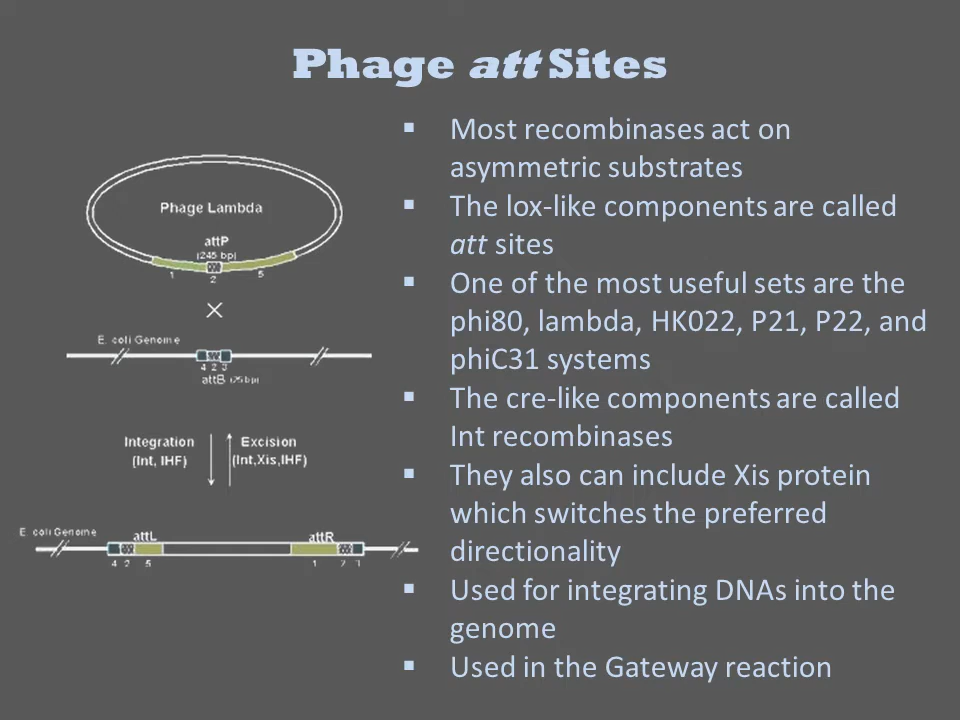 Phage att Sites
Phage Lambda
attP
(245 bp)
1
2
5
×
E. coli Genome
4 2 3
attB (25 bp)
Integration
(Int, IHF)
Excision
(Int,Xis,IHF)
E. coli Genome
attL
attR
4 2 5
1 2 3
▪ Most recombinases act on
asymmetric substrates
▪ The lox-like components are called
att sites
▪ One of the most useful sets are the
phi80, lambda, HK022, P21, P22, and
phiC31 systems
▪ The cre-like components are called
Int recombinases
▪ They also can include Xis protein
which switches the preferred
directionality
▪ Used for integrating DNAs into the
genome
▪ Used in the Gateway reaction